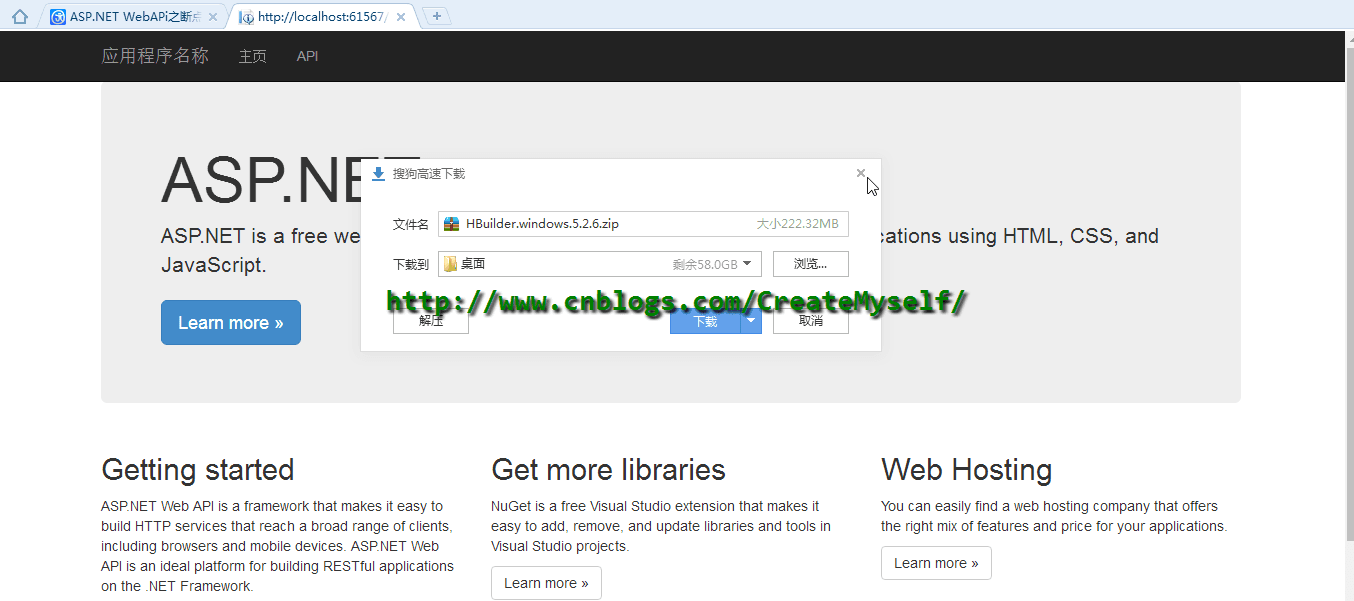 ASP.NET WebAPi之断点
http://localhost:61567/
应用程序名称 主页 API
搜狗高速下载
ASP.NE
文件名 HBuilder.windows.5.2.6.zip 大小222.32MB
ASP.NET is a free we
cations using HTML, CSS, and
JavaScript.
下载到 桌面 剩余58.0GB 浏览...
http://www.cnblogs.com/CreateMyself/
Learn more »
解压 下载 取消
Getting started
ASP.NET Web API is a framework that makes it easy to
build HTTP services that reach a broad range of clients,
including browsers and mobile devices. ASP.NET Web
API is an ideal platform for building RESTful applications
on the .NET Framework.
Get more libraries
NuGet is a free Visual Studio extension that makes it
easy to add, remove, and update libraries and tools in
Visual Studio projects.
Learn more »
Web Hosting
You can easily find a web hosting company that offers
the right mix of features and price for your applications.
Learn more »